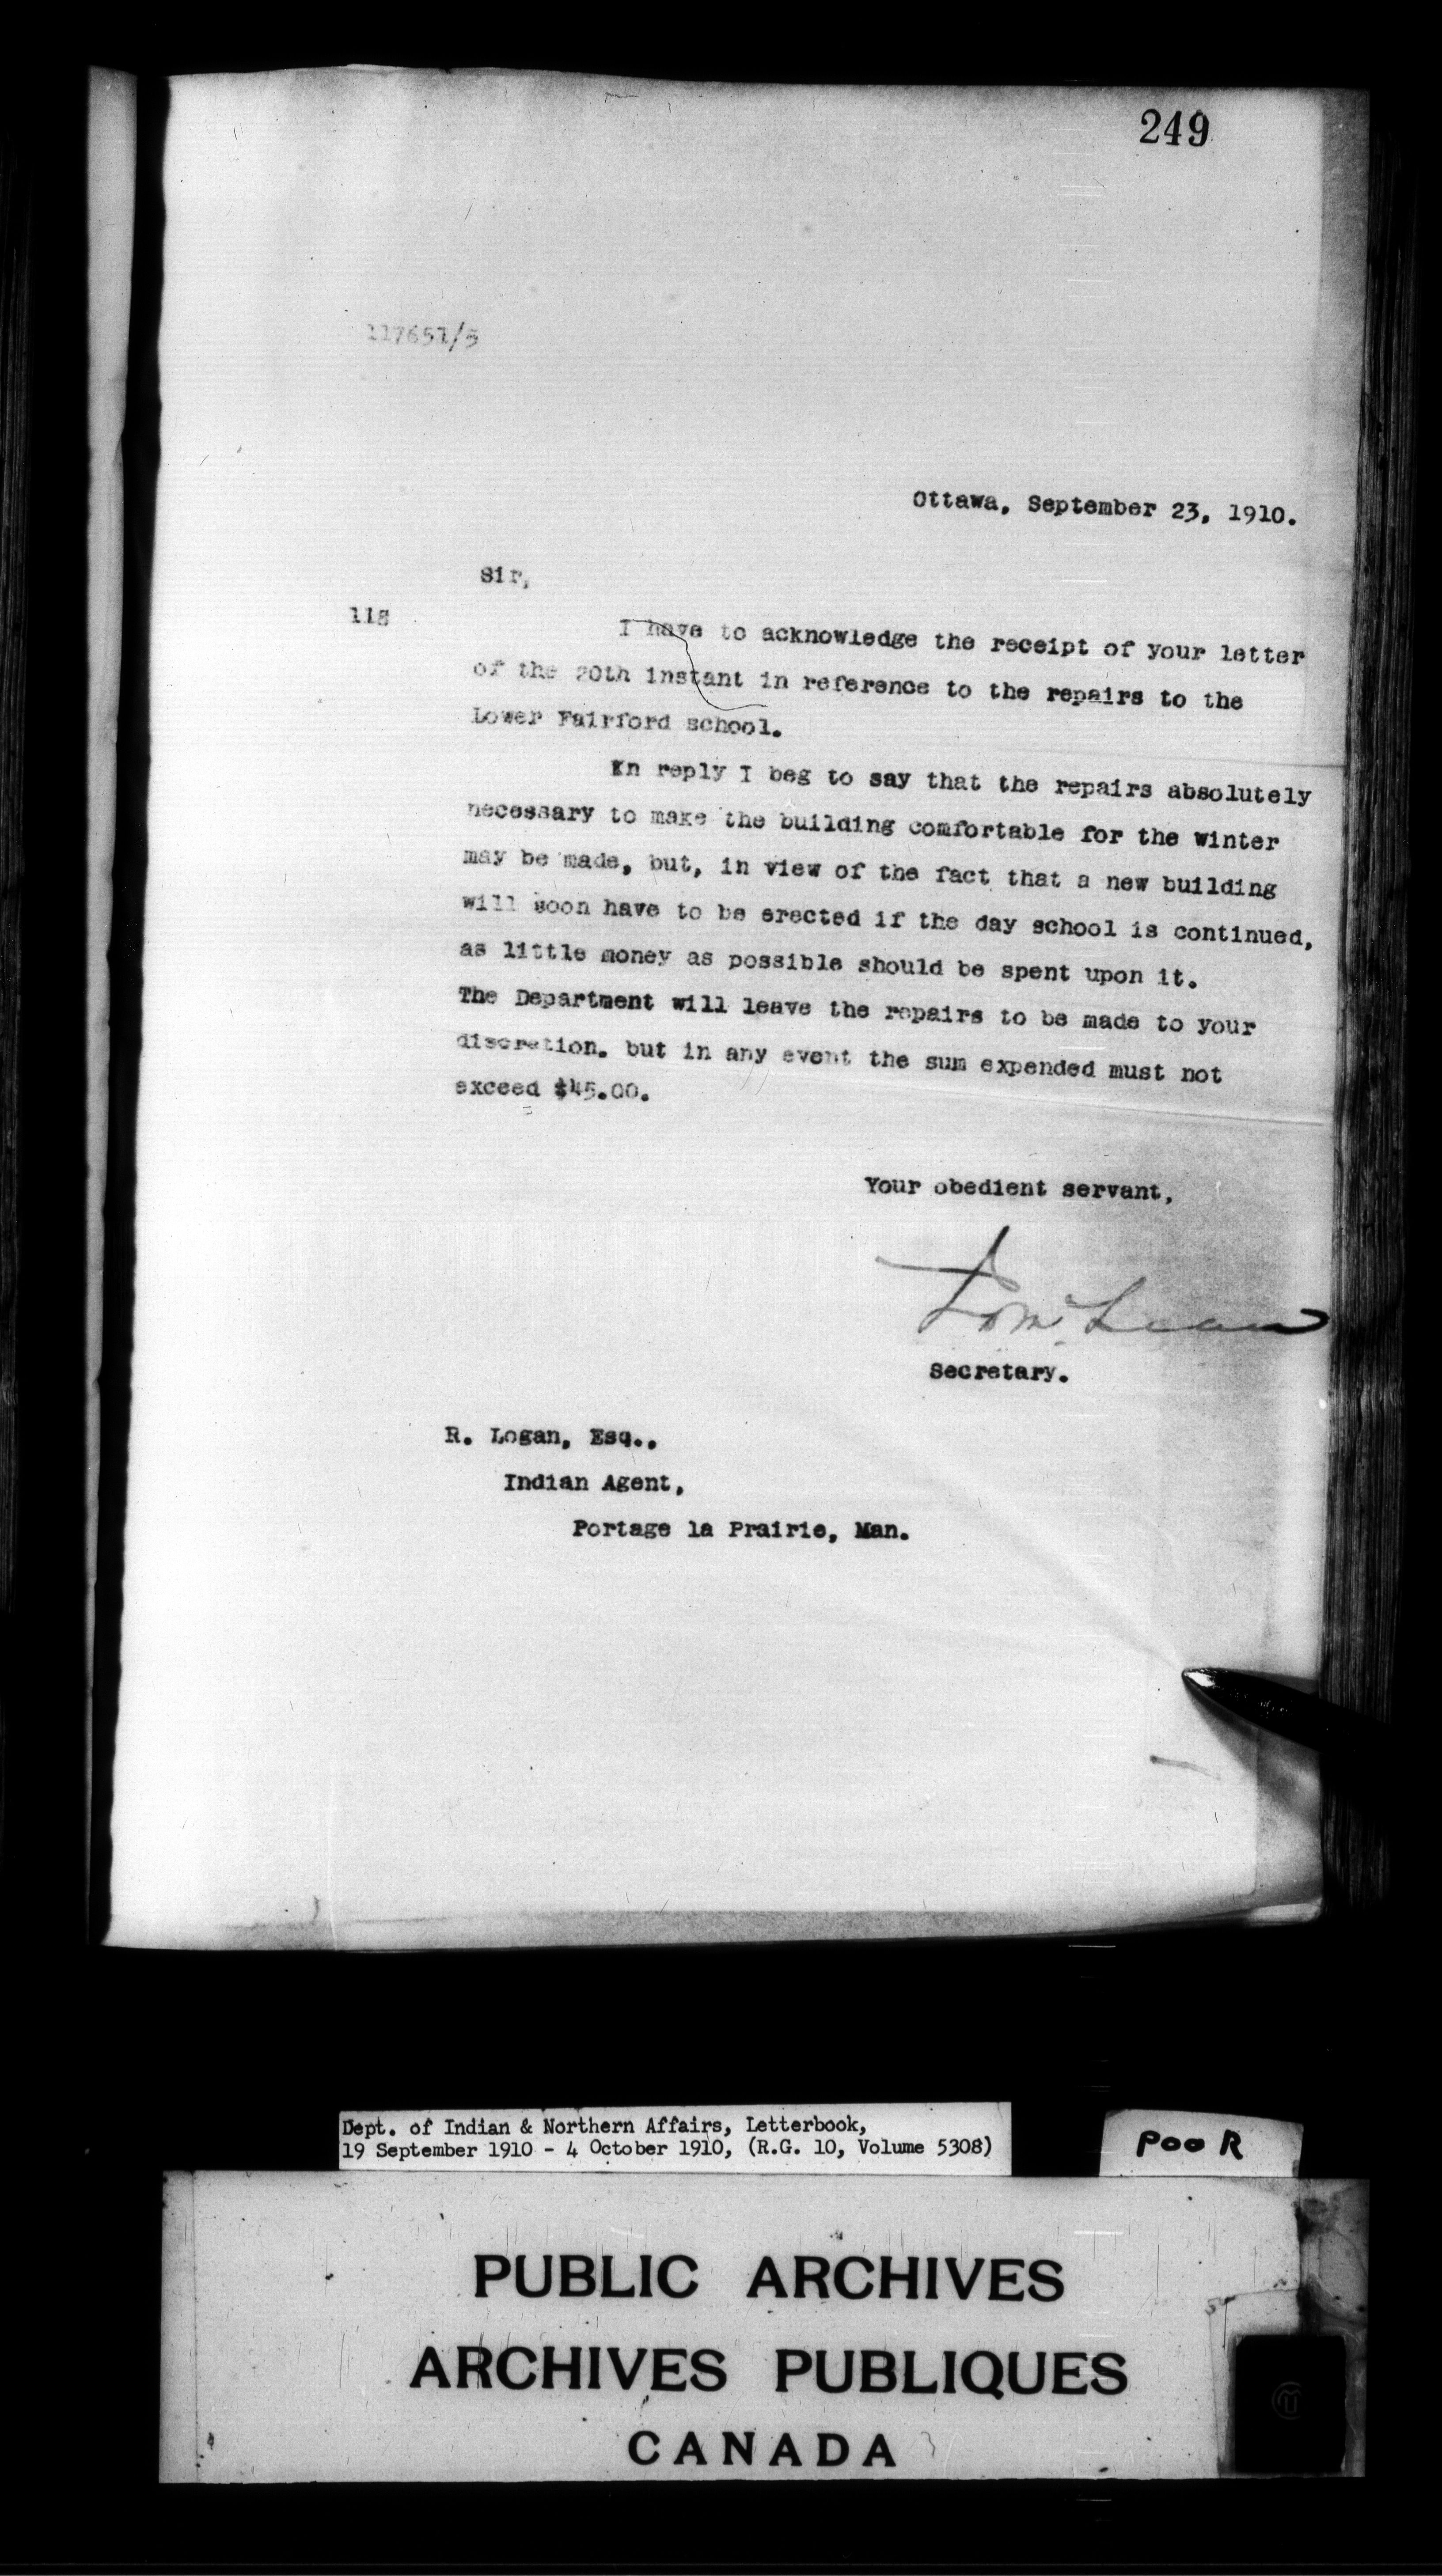 249
117651/5
Ottawa, September 23, 1910.
Sir,
I have to acknowledge the receipt of your letter
of the 20th instant in reference to the repairs to the
Lower Fairford school.
In reply I beg to say that the repairs absolutely
necessary to make the building comfortable for the winter
may be made, but, in view of the fact that a new building
will soon have to be erected if the day school is continued,
as little money as possible should be spent upon it.
The Department will leave the repairs to be made to your
discretion. but in any event the sum expended must not
exceed $45.00.
Your obedient servant,
McLean
Secretary.
R. Logan, Esq.,
Indian Agent,
Portage la Prairie, Man.
Dept. of Indian & Northern Affairs, Letterbook,
19 September 1910 - 4 October 1910, (R.G. 10, Volume 5308)
POOR
PUBLIC ARCHIVES
ARCHIVES PUBLIQUES
CANADA